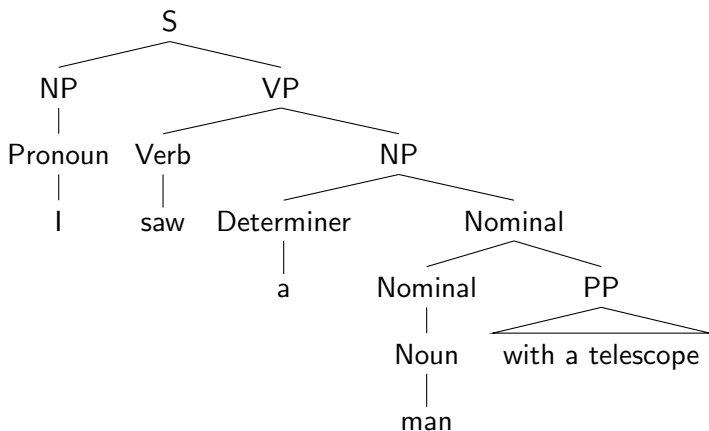 S
NP VP
Pronoun Verb NP
I saw Determiner Nominal
a Nominal PP
Noun with a telescope
man